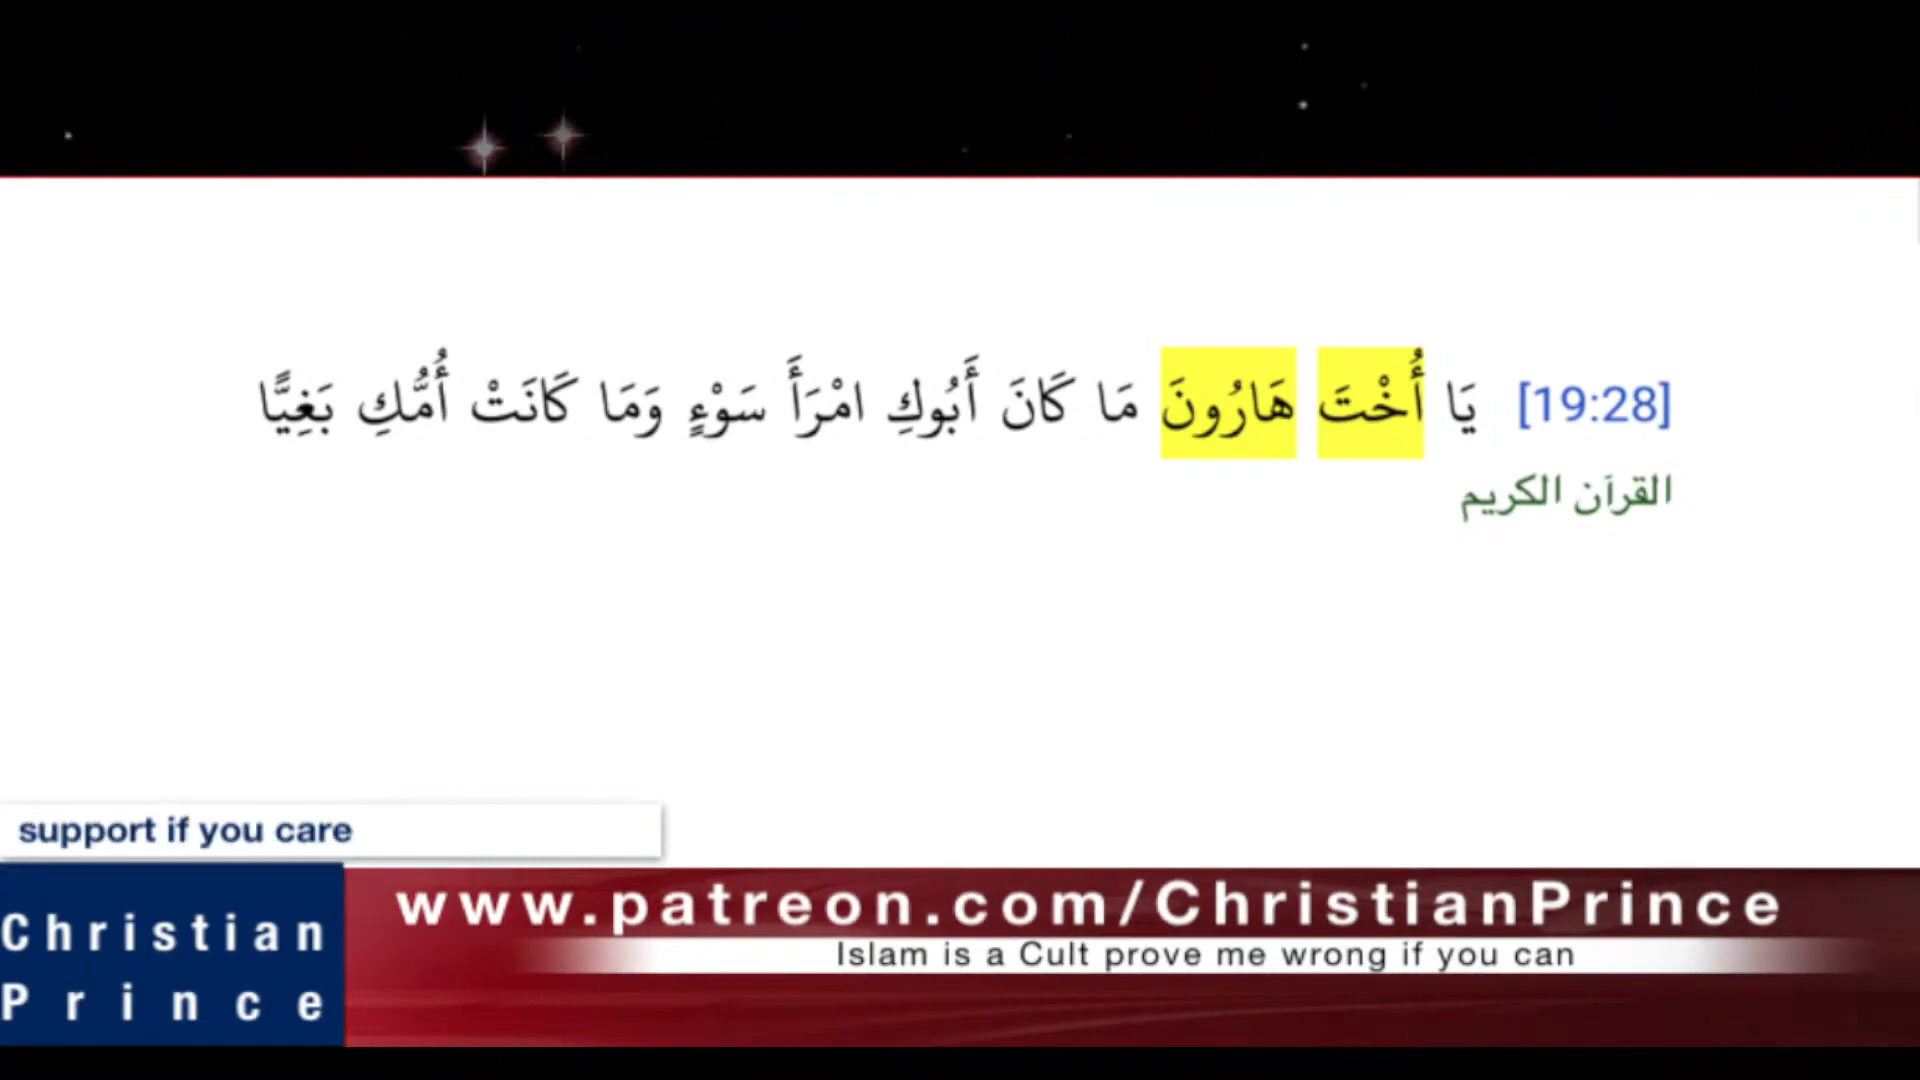 [19:28] يَا أُخْتَ هَارُونَ مَا كَانَ أَبُوكِ امْرَأَ سَوْءٍ وَمَا كَانَتْ أُمُّكِ بَغِيًّا
القرآن الكريم
support if you care
Christian
Prince
www.patreon.com/ChristianPrince
Islam is a Cult prove me wrong if you can